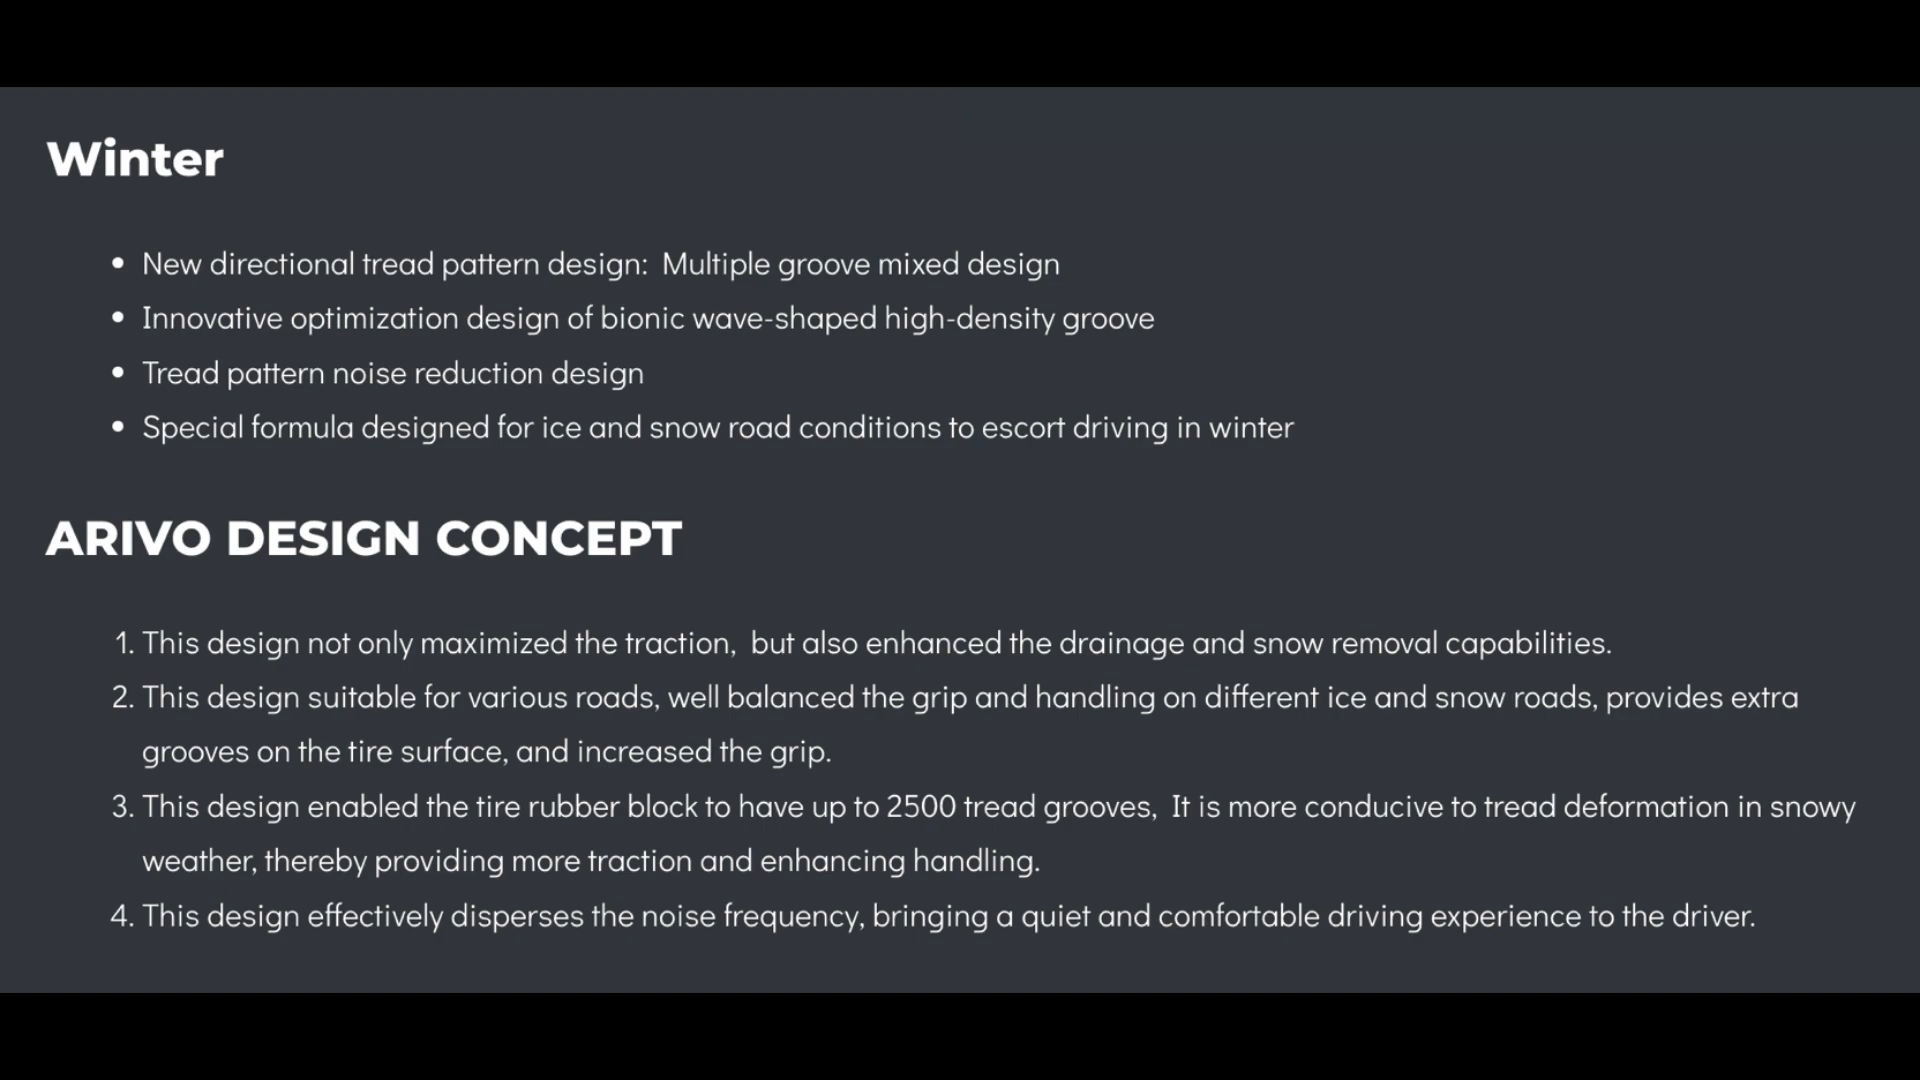 Winter
• New directional tread pattern design:  Multiple groove mixed design
• Innovative optimization design of bionic wave-shaped high-density groove
• Tread pattern noise reduction design
• Special formula designed for ice and snow road conditions to escort driving in winter
ARIVO DESIGN CONCEPT
1. This design not only maximized the traction,  but also enhanced the drainage and snow removal capabilities.
2. This design suitable for various roads, well balanced the grip and handling on different ice and snow roads, provides extra
grooves on the tire surface, and increased the grip.
3. This design enabled the tire rubber block to have up to 2500 tread grooves,  It is more conducive to tread deformation in snowy
weather, thereby providing more traction and enhancing handling.
4. This design effectively disperses the noise frequency, bringing a quiet and comfortable driving experience to the driver.